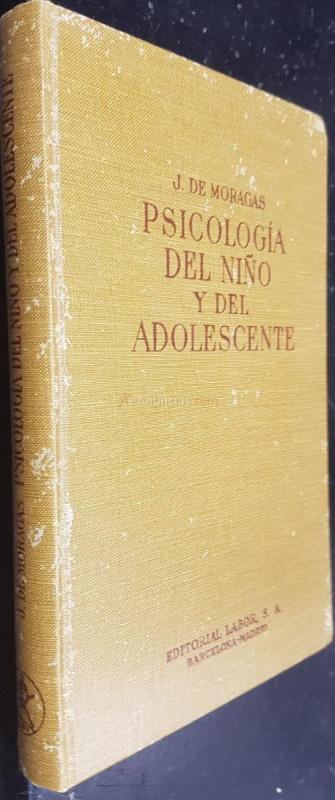 J. DE MORAGAS
PSICOLOGÍA
DEL NIÑO
Y DEL
ADOLESCENTE
EDITORIAL LABOR, S. A.
BARCELONA-MADRID
J. DE MORAGAS PSICOLOGÍA DEL NIÑO Y DEL ADOLESCENTE